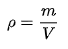 ρ = m/V